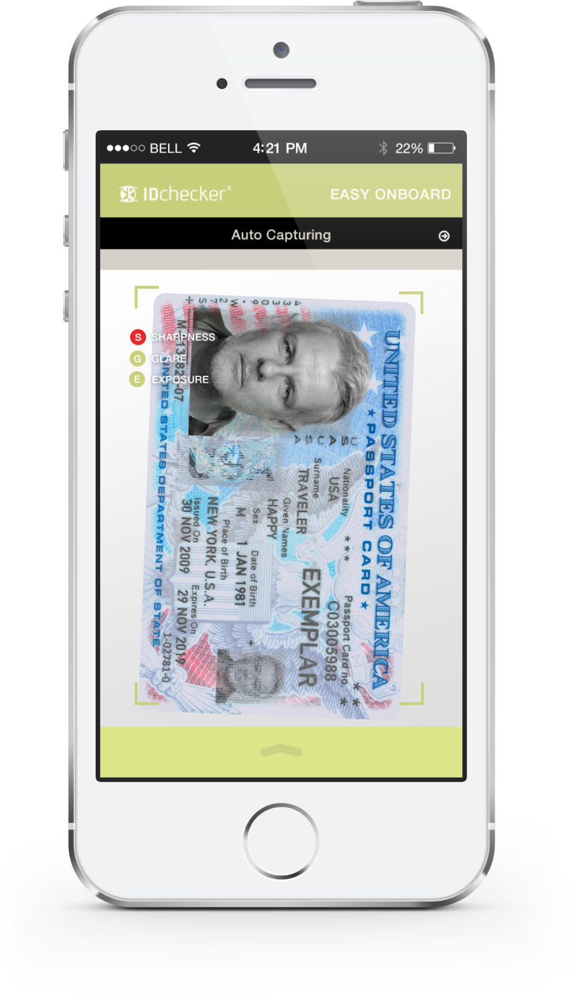 BELL 4:21 PM 22%
IDchecker® EASY ONBOARD
Auto Capturing
S SHARPNESS
G GLARE
E EXPOSURE
UNITED STATES OF AMERICA
★ PASSPORT CARD ★
USA
USA
Nationality
USA
***
Passport Card no.
C03005988
Surname
TRAVELER
EXEMPLAR
Given Names
HAPPY
Sex
M
Date of Birth
1 JAN 1981
Place of Birth
NEW YORK, U.S.A.
Issued On
30 NOV 2009
Expires On
29 NOV 2019
1-02781-0
UNITED STATES DEPARTMENT OF STATE